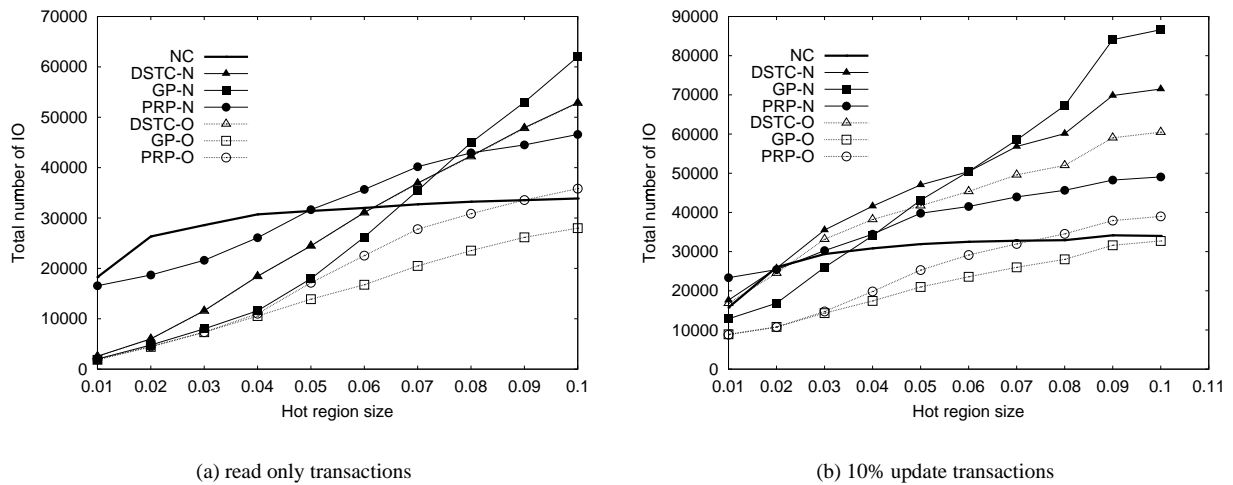 70000
60000
50000
40000
30000
20000
10000
0
Total number of IO
NC
DSTC-N
GP-N
PRP-N
DSTC-O
GP-O
PRP-O
0.01 0.02 0.03 0.04 0.05 0.06 0.07 0.08 0.09 0.1
Hot region size
(a) read only transactions
90000
80000
70000
60000
50000
40000
30000
20000
10000
0
Total number of IO
NC
DSTC-N
GP-N
PRP-N
DSTC-O
GP-O
PRP-O
0.01 0.02 0.03 0.04 0.05 0.06 0.07 0.08 0.09 0.1 0.11
Hot region size
(b) 10% update transactions